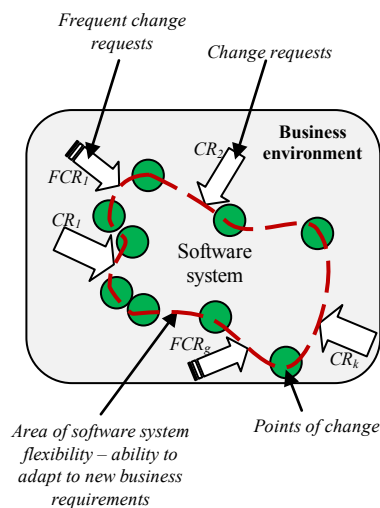 Frequent change
requests
Change requests
Business
environment
CR2
FCR1
CR1
Software
system
FCRg
CRk
Area of software system
flexibility – ability to
adapt to new business
requirements
Points of change